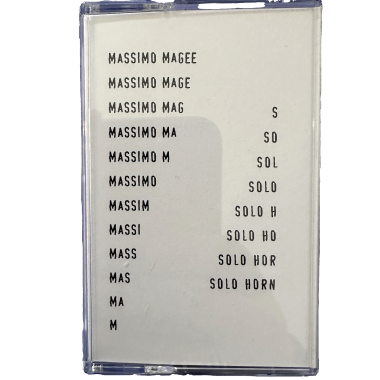 MASSIMO MAGEE
MASSIMO MAGE
MASSIMO MAG
S
MASSIMO MA
SO
MASSIMO M
SOL
MASSIMO
SOLO
MASSIM
SOLO H
MASSI
SOLO HO
MASS
SOLO HOR
MAS
SOLO HORN
MA
M